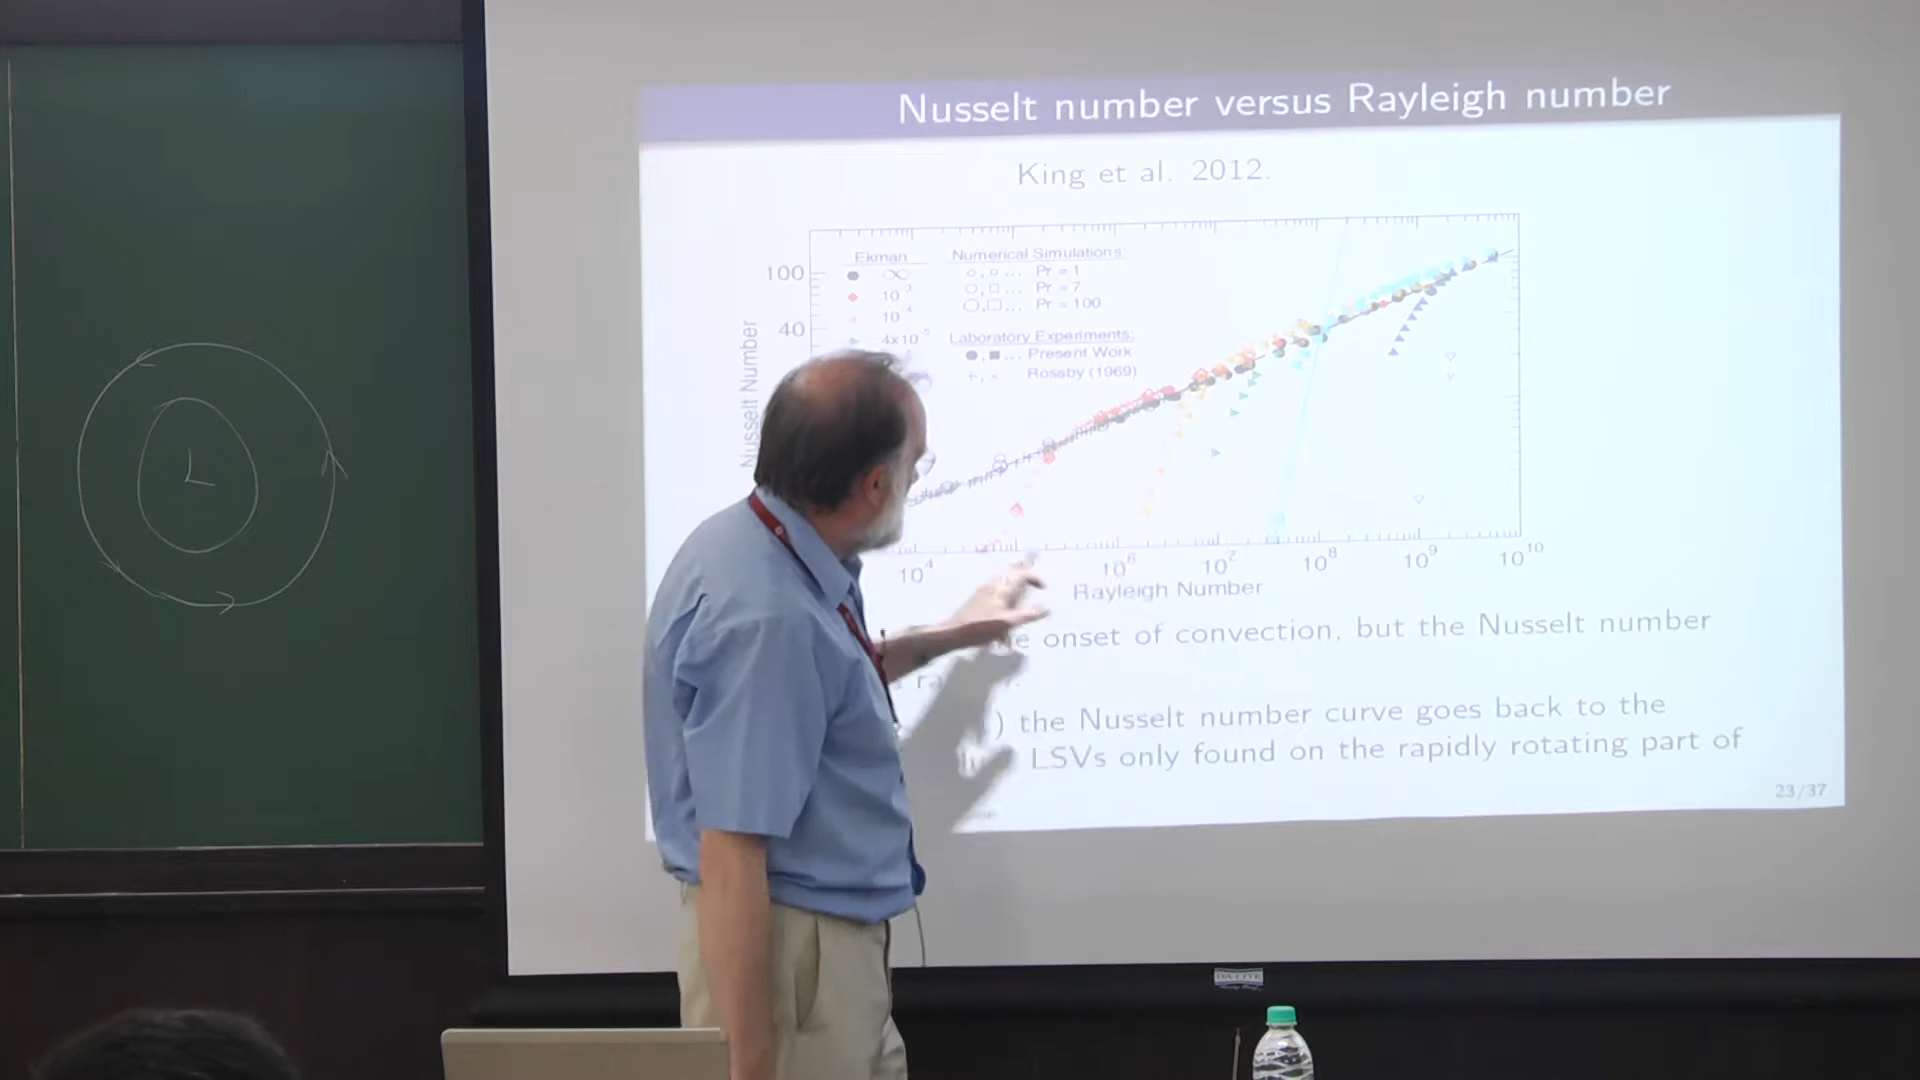 L
Nusselt number versus Rayleigh number
King et al. 2012.
Ekman
∞
10⁻³
10⁻⁴
4x10⁻⁵
Numerical Simulations:
Pr = 1
Pr = 7
Pr = 100
Laboratory Experiments:
Present Work
Rossby (1969)
100
40
Nusselt Number
10⁴ 10⁶ 10⁷ 10⁸ 10⁹ 10¹⁰
Rayleigh Number
onset of convection, but the Nusselt number
) the Nusselt number curve goes back to the
LSVs only found on the rapidly rotating part of
23/37
DA-LITE